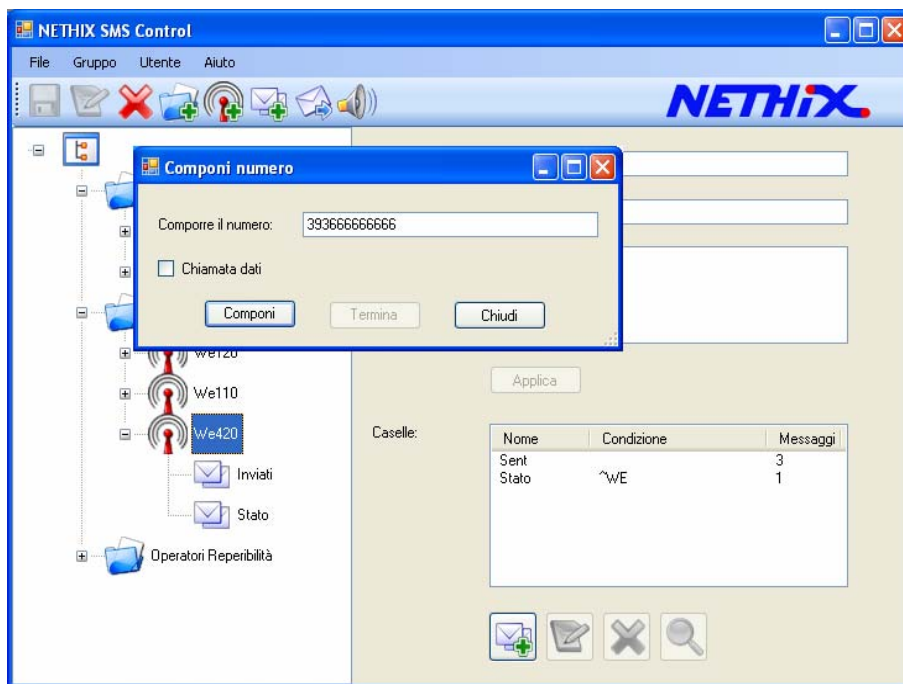 NETHIX SMS Control
File Gruppo Utente Aiuto
NETHIX
Componi numero
Comporre il numero: 393666666666
Chiamata dati
Componi Termina Chiudi
We120
We110
We420
Inviati
Stato
Operatori Reperibilità
Applica
Caselle:
Nome Condizione Messaggi
Sent 3
Stato ^WE 1